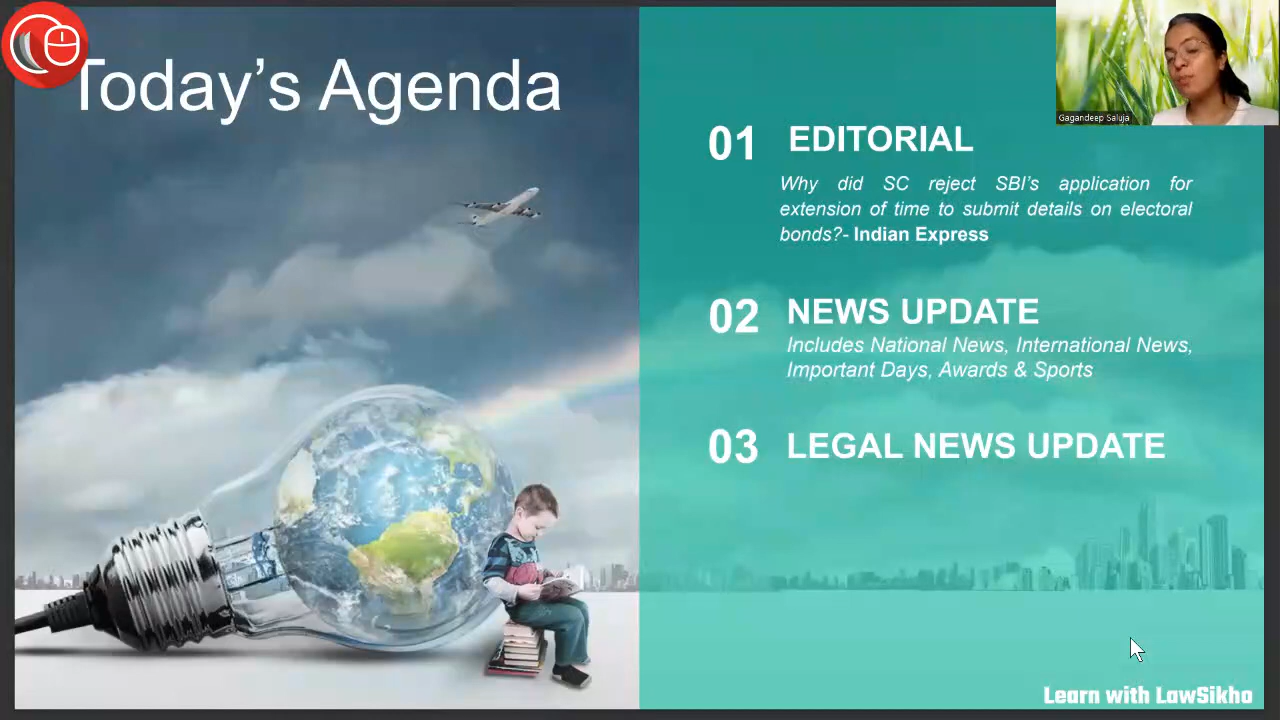 Today's Agenda
Gagandeep Saluja
01 EDITORIAL
Why did SC reject SBI's application for
extension of time to submit details on electoral
bonds?- Indian Express
02 NEWS UPDATE
Includes National News, International News,
Important Days, Awards & Sports
03 LEGAL NEWS UPDATE
Learn with LawSikho